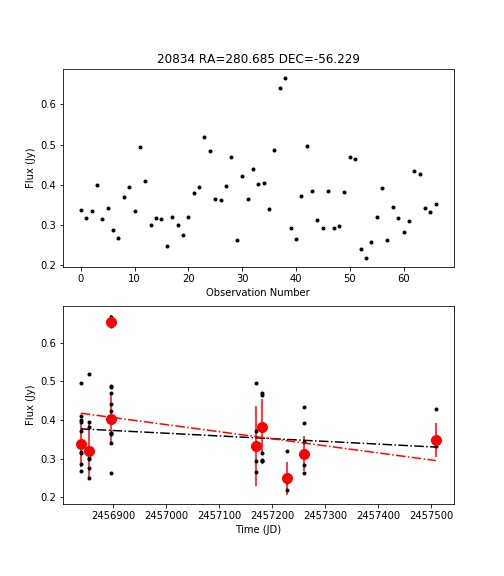 20834 RA=280.685 DEC=-56.229
0.6
0.5
0.4
0.3
0.2
Flux (Jy)
0 10 20 30 40 50 60
Observation Number
0.6
0.5
0.4
0.3
0.2
Flux (Jy)
2456900 2457000 2457100 2457200 2457300 2457400 2457500
Time (JD)